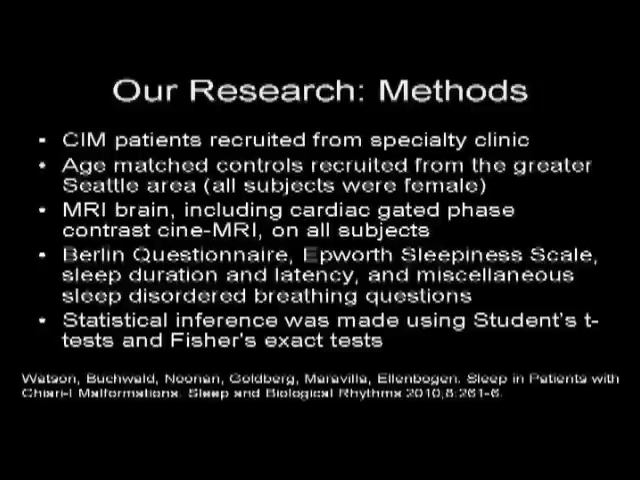 Our Research: Methods
• CIM patients recruited from specialty clinic
• Age matched controls recruited from the greater
Seattle area (all subjects were female)
• MRI brain, including cardiac gated phase
contrast cine-MRI, on all subjects
• Berlin Questionnaire, Epworth Sleepiness Scale,
sleep duration and latency, and miscellaneous
sleep disordered breathing questions
• Statistical inference was made using Student's t-
tests and Fisher's exact tests
Watson, Buchwald, Noonan, Goldberg, Maravilla, Ellenbogen. Sleep in Patients with
Chiari-I Malformations. Sleep and Biological Rhythms 2010;8:261-6.